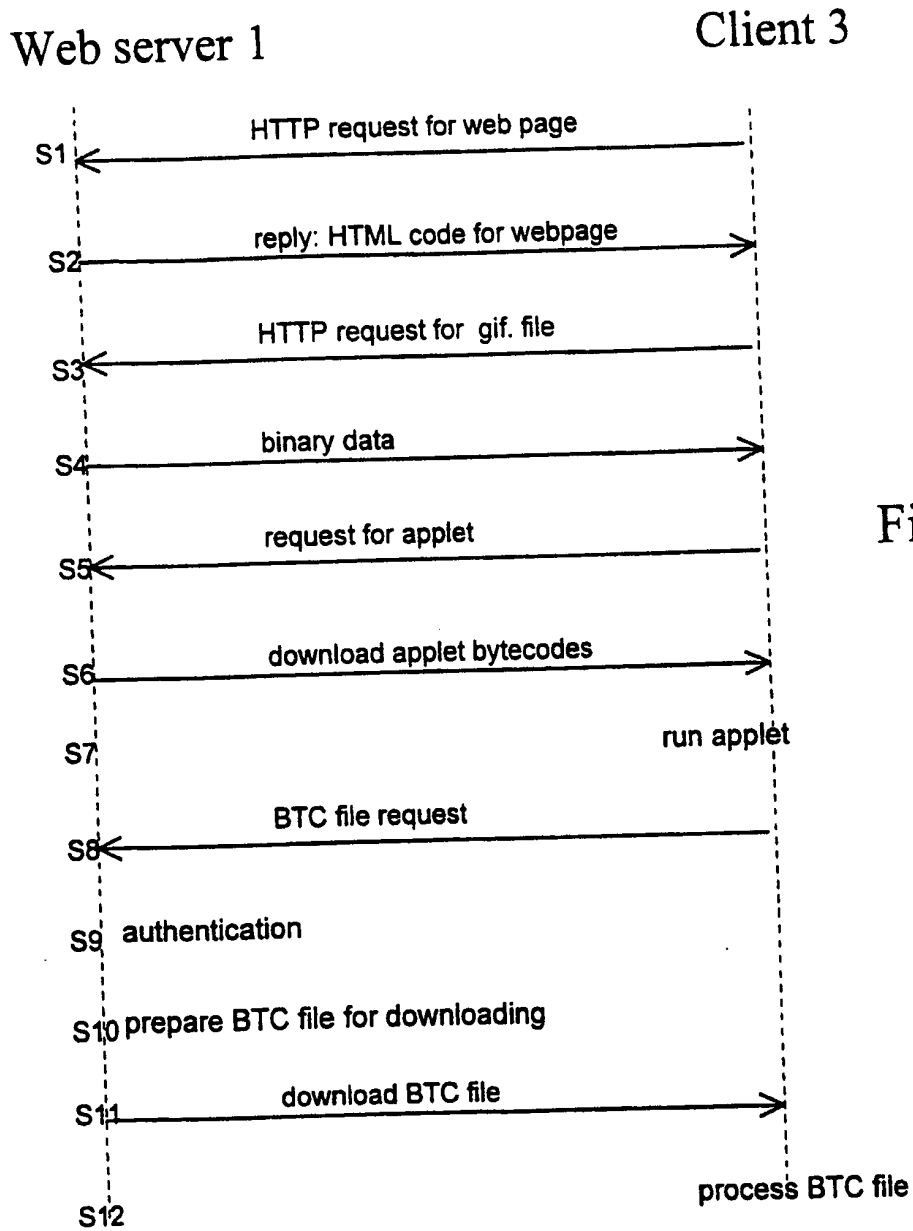 Web server 1
Client 3
S1
HTTP request for web page
S2
reply: HTML code for webpage
S3
HTTP request for gif. file
S4
binary data
S5
request for applet
Fi
S6
download applet bytecodes
S7
run applet
S8
BTC file request
S9
authentication
S10
prepare BTC file for downloading
S11
download BTC file
S12
process BTC file